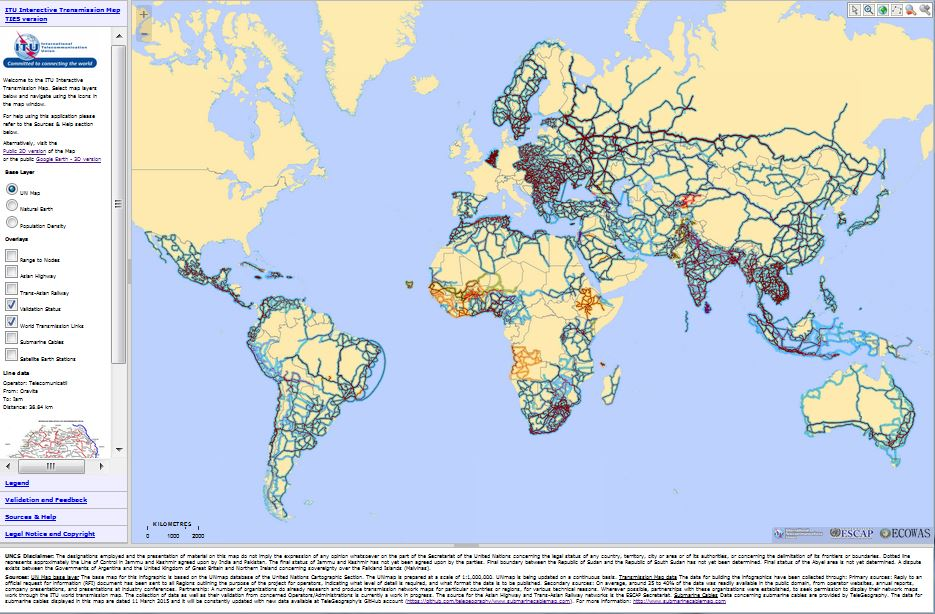 ITU Interactive Transmission Map
TIES version
ITU
International
Telecommunication
Union
Committed to connecting the world
Welcome to the ITU Interactive
Transmission Map. Select map layers
below and navigate using the icons in
the map window.
For help using this application please
refer to the Sources & Help section
below.
Alternatively, visit the
Public 2D version of the Map
or the public Google Earth - 3D version
Base Layer
UN Map
Natural Earth
Population Density
Overlays
Range to Nodes
Asian Highway
Trans-Asian Railway
Validation Status
World Transmission Links
Submarine Cables
Satellite Earth Stations
Line data
Operator: Telecomunicatii
From: Oravita
To: Iam
Distance: 36.64 km
Legend
Validation and Feedback
Sources & Help
Legal Notice and Copyright
KILOMETRES
0 1000 2000
ESCAP ECOWAS
UNCS Disclaimer: The designations employed and the presentation of material on this map do not imply the expression of any opinion whatsoever on the part of the Secretariat of the United Nations concerning the legal status of any country, territory, city or area or of its authorities, or concerning the delimitation of its frontiers or boundaries. Dotted line
represents approximately the Line of Control in Jammu and Kashmir agreed upon by India and Pakistan. The final status of Jammu and Kashmir has not yet been agreed upon by the parties. Final boundary between the Republic of Sudan and the Republic of South Sudan has not yet been determined. Final status of the Abyei area is not yet determined. A dispute
exists between the Governments of Argentina and the United Kingdom of Great Britain and Northern Ireland concerning sovereignty over the Falkland Islands (Malvinas).
Sources: UN Map base layer The base map for this infographic is based on the UNmap database of the United Nations Cartographic Section. The UNmap is prepared at a scale of 1:1,000,000. UNmap is being updated on a continuous basis. Transmission Map data The data for building the infographics have been collected through: Primary sources: Reply to an
official request for information (RFI) document has been sent to all Regions outlining the purpose of the project for operators, indicating what level of detail is required, and in what format the data is to be published. Secondary sources: On average, around 25 to 40% of the data was readily available in the public domain, from operator websites, annual reports,
company presentations, and presentations at industry conferences. Partnership: A number of organizations do already research and produce transmission network maps for particular countries or regions, for various technical reasons. Wherever possible, partnerships with these organizations were established, to seek permission to display their network maps
work through the ITU world transmission map. The collection of data as well as their validation from concerned Operators/Administrations is currently a work in progress. The source for the Asian Highway and Trans-Asian Railway networks is the ESCAP Secretariat. Submarine Cables Data concerning submarine cables are provided by TeleGeography. The data for
submarine cables displayed in this map are dated 11 March 2015 and it will be constantly updated with new data available at TeleGeography's GitHub account (https://github.com/telegeography/www.submarinecablemap.com). For more information: http://www.submarinecablemap.com